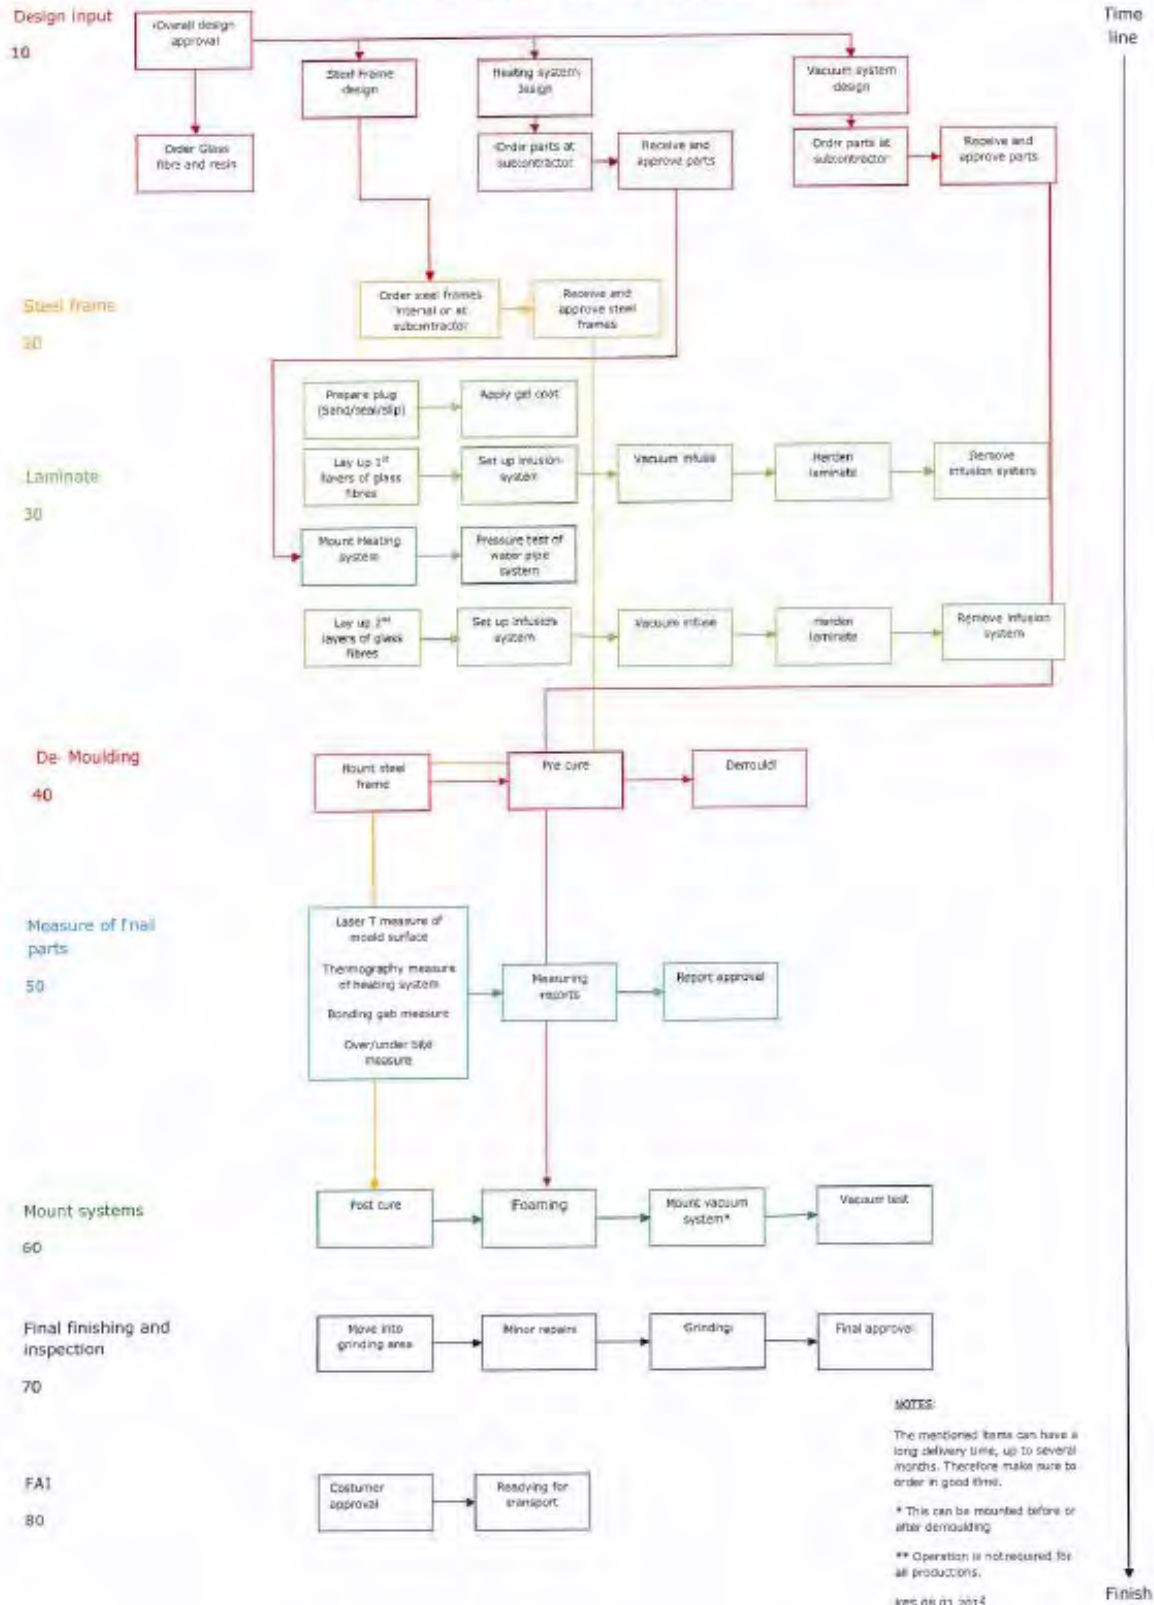 Design input
10
Overall design
approval
Steel Frame
design
Heating system
design
Vacuum system
design
Time
line
Order Glass
fibre and resin
Order parts at
subcontractor
Receive and
approve parts
Order parts at
subcontractor
Receive and
approve parts
Steel frame
20
Order steel frames
internal or at
subcontractor
Receive and
approve steel
frames
Laminate
30
Prepare plug
(Sand/seal/slip)
Apply gel coat
Lay up 1st
layers of glass
fibres
Set up infusion
system
Vacuum infuse
Harden
laminate
Remove
infusion system
Mount Heating
system
Pressure test of
water pipe
system
Lay up 2nd
layers of glass
fibres
Set up infusion
system
Vacuum infuse
Harden
laminate
Remove infusion
system
De- Moulding
40
Mount steel
frame
Pre cure
Demould
Measure of fnail
parts
50
Laser T measure of
moald surface
Thermography measure
of heating system
Bonding gab measure
Over/under bite
measure
Measuring
reports
Report approval
Mount systems
60
Post cure
Foaming
Mount vacuum
system*
Vacuum test
Final finishing and
inspection
70
Move into
grinding area
Minor repairs
Grinding
Final approval
FAI
80
Costumer
approval
Readying for
transport
NOTES:
The mentioned items can have a
long delivery time, up to several
months. Therefore make sure to
order in good time.
* This can be mounted before or
after demoulding
** Operation is not required for
all productions.
Finish